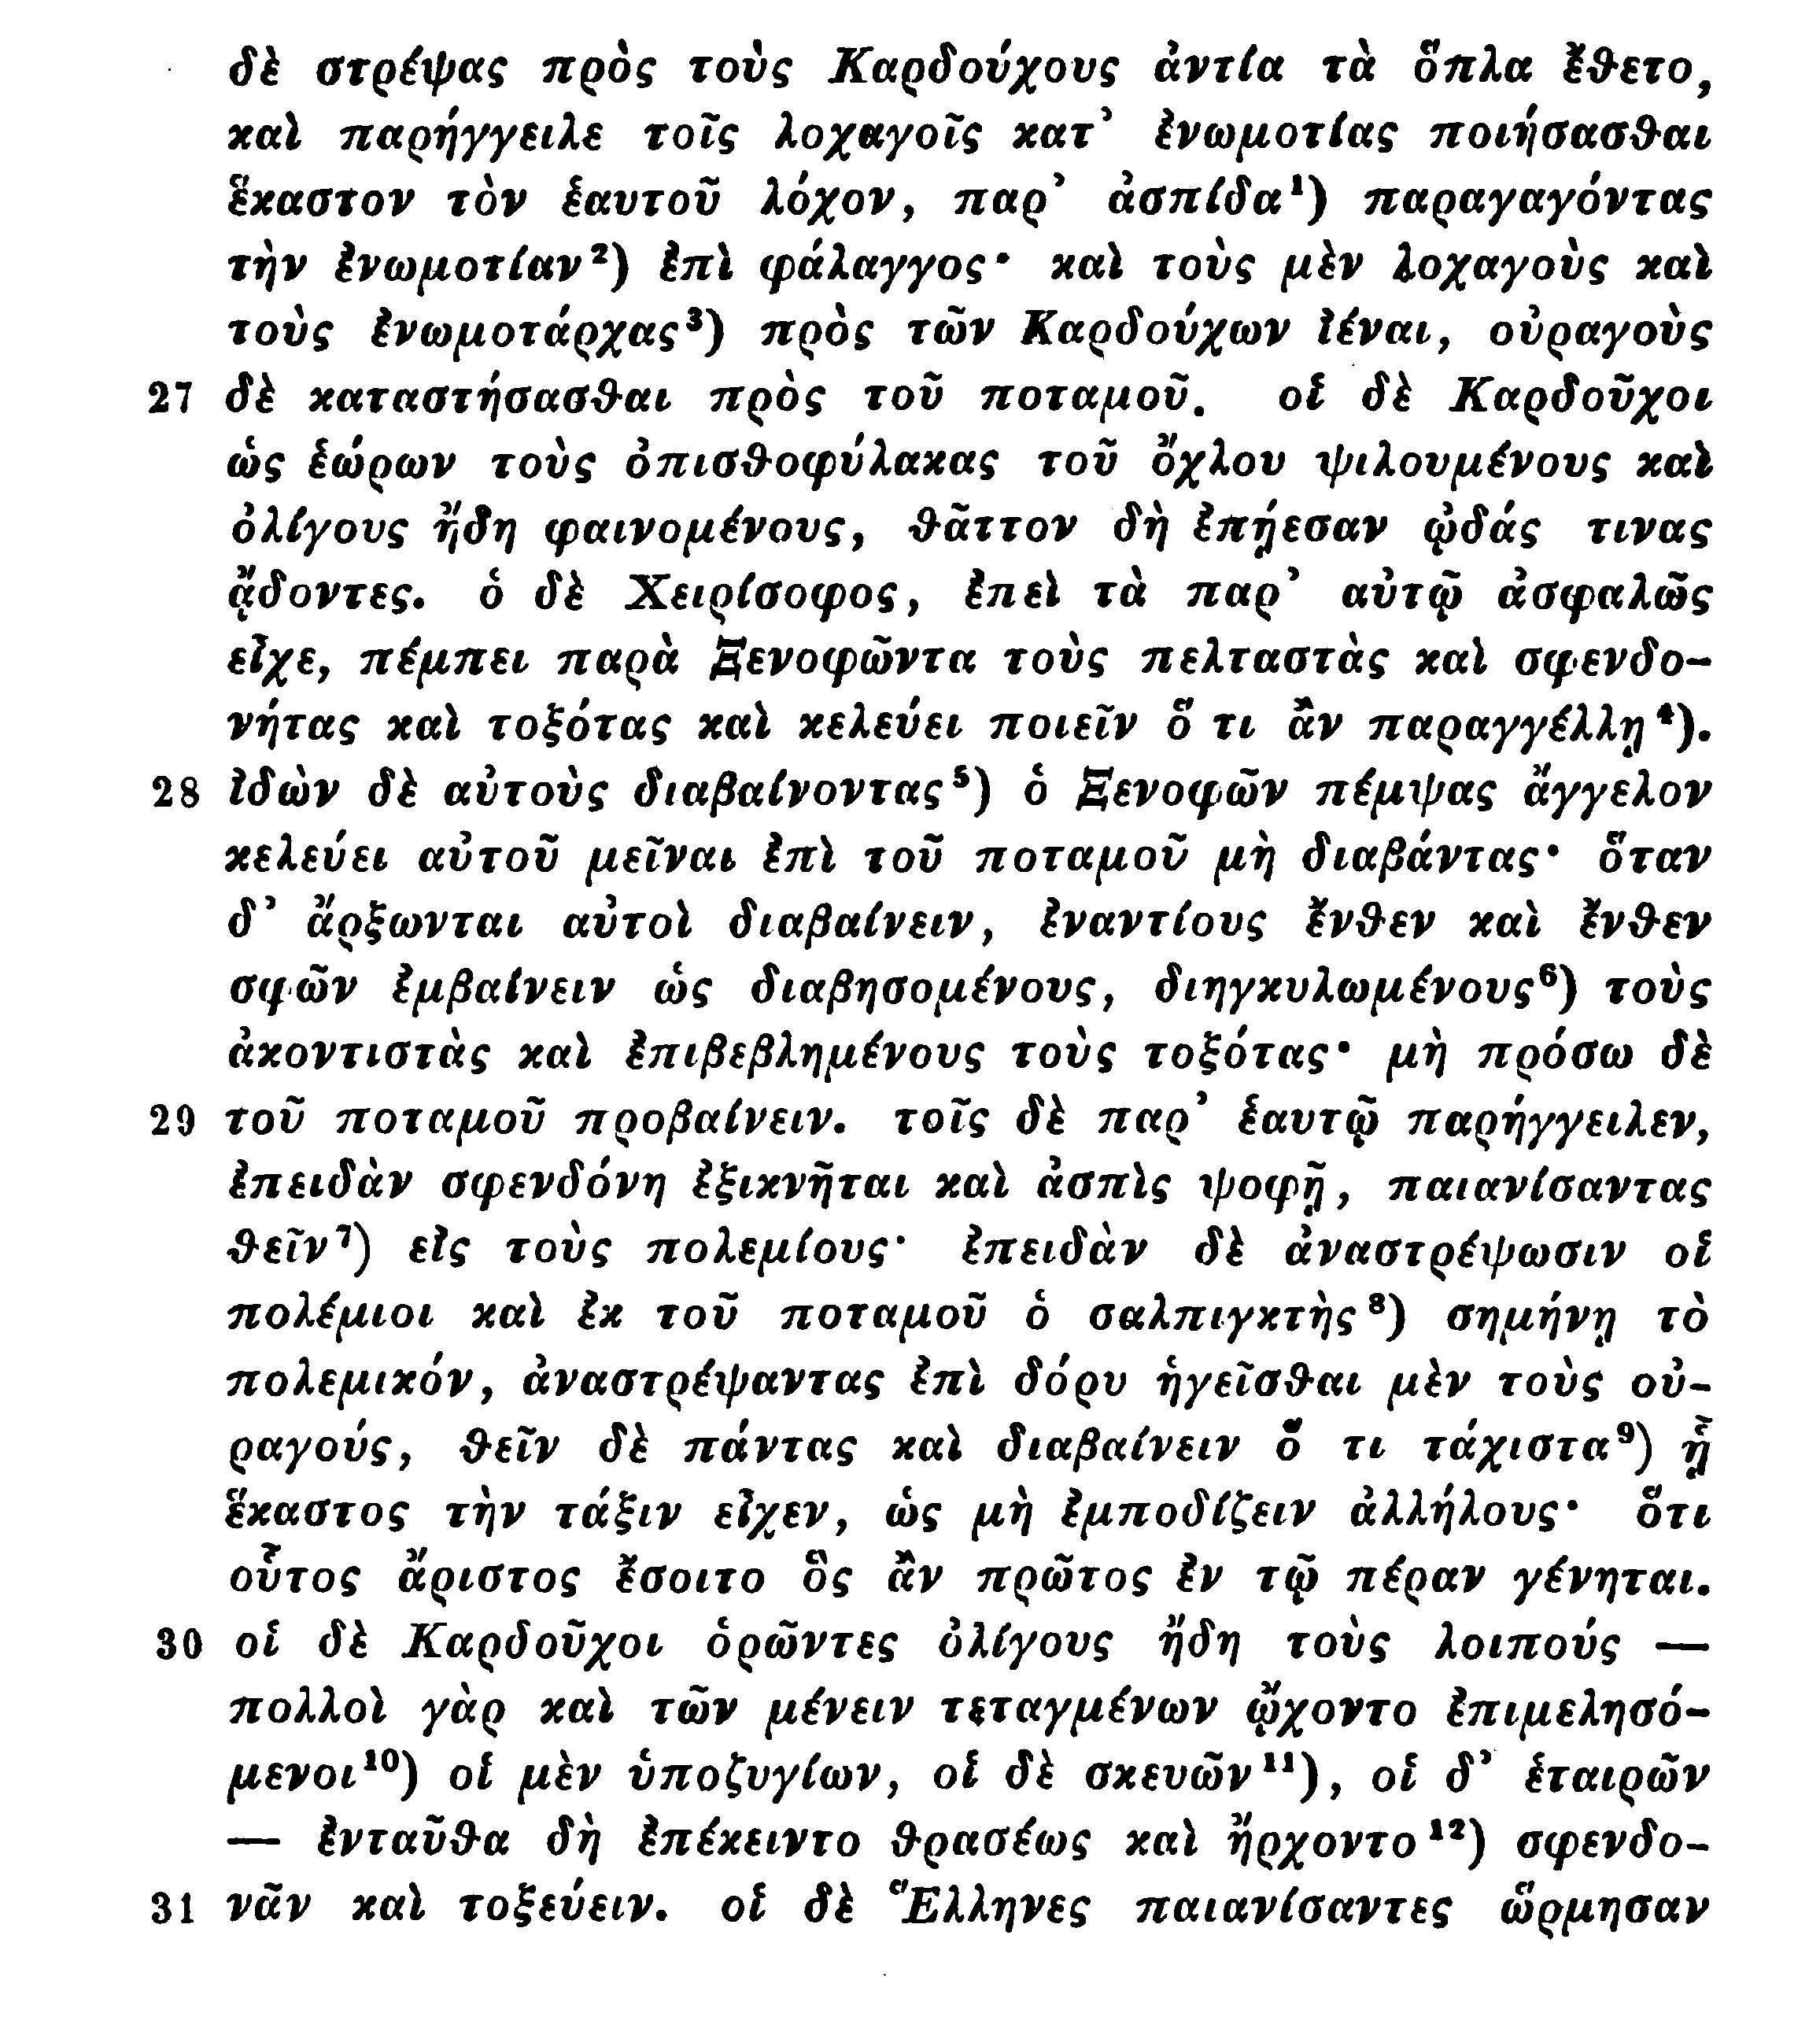 δὲ στρέψας πρὸς τοὺς Καρδούχους ἀντία τὰ ὅπλα ἔθετο,
καὶ παρήγγειλε τοῖς λοχαγοῖς κατ’ ἐνωμοτίας ποιήσασθαι
ἕκαστον τὸν ἑαυτοῦ λόχον, παρ’ ἀσπίδα¹) παραγαγόντας
τὴν ἐνωμοτίαν²) ἐπὶ φάλαγγος· καὶ τοὺς μὲν λοχαγοὺς καὶ
τοὺς ἐνωμοτάρχας³) πρὸς τῶν Καρδούχων ἰέναι, οὐραγοὺς
27 δὲ καταστήσασθαι πρὸς τοῦ ποταμοῦ. οἱ δὲ Καρδοῦχοι
ὡς ἑώρων τοὺς ὀπισθοφύλακας τοῦ ὄχλου ψιλουμένους καὶ
ὀλίγους ἤδη φαινομένους, θᾶττον δὴ ἐπῄεσαν ᾠδάς τινας
ᾄδοντες. ὁ δὲ Χειρίσοφος, ἐπεὶ τὰ παρ’ αὐτῷ ἀσφαλῶς
εἶχε, πέμπει παρὰ Ξενοφῶντα τοὺς πελταστὰς καὶ σφενδο-
νήτας καὶ τοξότας καὶ κελεύει ποιεῖν ὅ τι ἂν παραγγέλλῃ⁴).
28 ἰδὼν δὲ αὐτοὺς διαβαίνοντας⁵) ὁ Ξενοφῶν πέμψας ἄγγελον
κελεύει αὐτοῦ μεῖναι ἐπὶ τοῦ ποταμοῦ μὴ διαβάντας· ὅταν
δ’ ἄρξωνται αὐτοὶ διαβαίνειν, ἐναντίους ἔνθεν καὶ ἔνθεν
σφῶν ἐμβαίνειν ὡς διαβησομένους, διηγκυλωμένους⁶) τοὺς
ἀκοντιστὰς καὶ ἐπιβεβλημένους τοὺς τοξότας· μὴ πρόσω δὲ
29 τοῦ ποταμοῦ προβαίνειν. τοῖς δὲ παρ’ ἑαυτῷ παρήγγειλεν,
ἐπειδὰν σφενδόνη ἐξικνῆται καὶ ἀσπὶς ψοφῇ, παιανίσαντας
θεῖν⁷) εἰς τοὺς πολεμίους· ἐπειδὰν δὲ ἀναστρέψωσιν οἱ
πολέμιοι καὶ ἐκ τοῦ ποταμοῦ ὁ σαλπιγκτὴς⁸) σημήνῃ τὸ
πολεμικόν, ἀναστρέψαντας ἐπὶ δόρυ ἡγεῖσθαι μὲν τοὺς οὐ-
ραγούς, θεῖν δὲ πάντας καὶ διαβαίνειν ὅ τι τάχιστα⁹) ᾗ
ἕκαστος τὴν τάξιν εἶχεν, ὡς μὴ ἐμποδίζειν ἀλλήλους· ὅτι
οὗτος ἄριστος ἔσοιτο ὃς ἂν πρῶτος ἐν τῷ πέραν γένηται.
30 οἱ δὲ Καρδοῦχοι ὁρῶντες ὀλίγους ἤδη τοὺς λοιπούς —
πολλοὶ γὰρ καὶ τῶν μένειν τεταγμένων ᾤχοντο ἐπιμελησό-
μενοι¹⁰) οἱ μὲν ὑποζυγίων, οἱ δὲ σκευῶν¹¹), οἱ δ’ ἑταιρῶν
— ἐνταῦθα δὴ ἐπέκειντο θρασέως καὶ ἤρχοντο¹²) σφενδο-
31 νᾶν καὶ τοξεύειν. οἱ δὲ Ἕλληνες παιανίσαντες ὥρμησαν